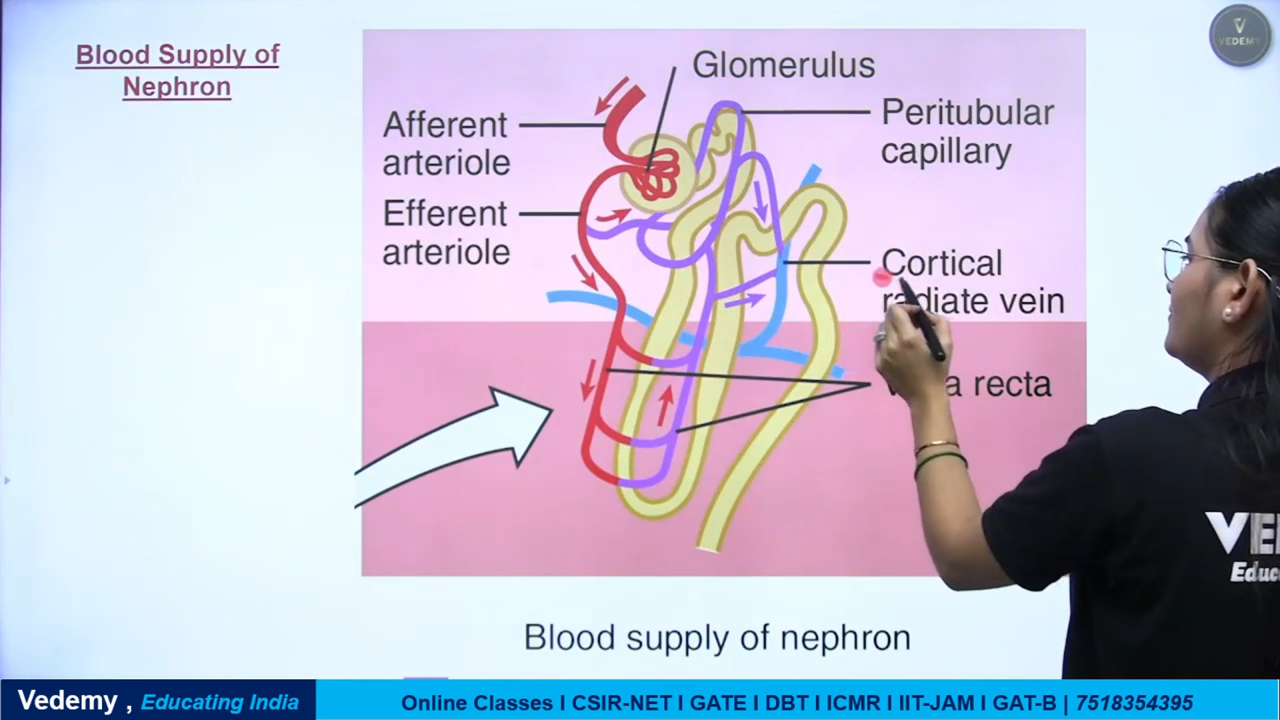 Blood Supply of
Nephron
VEDEMY
Glomerulus
Afferent
arteriole
Peritubular
capillary
Efferent
arteriole
Cortical
radiate vein
recta
Blood supply of nephron
Vedemy , Educating India
Online Classes I CSIR-NET I GATE I DBT I ICMR I IIT-JAM I GAT-B | 7518354395